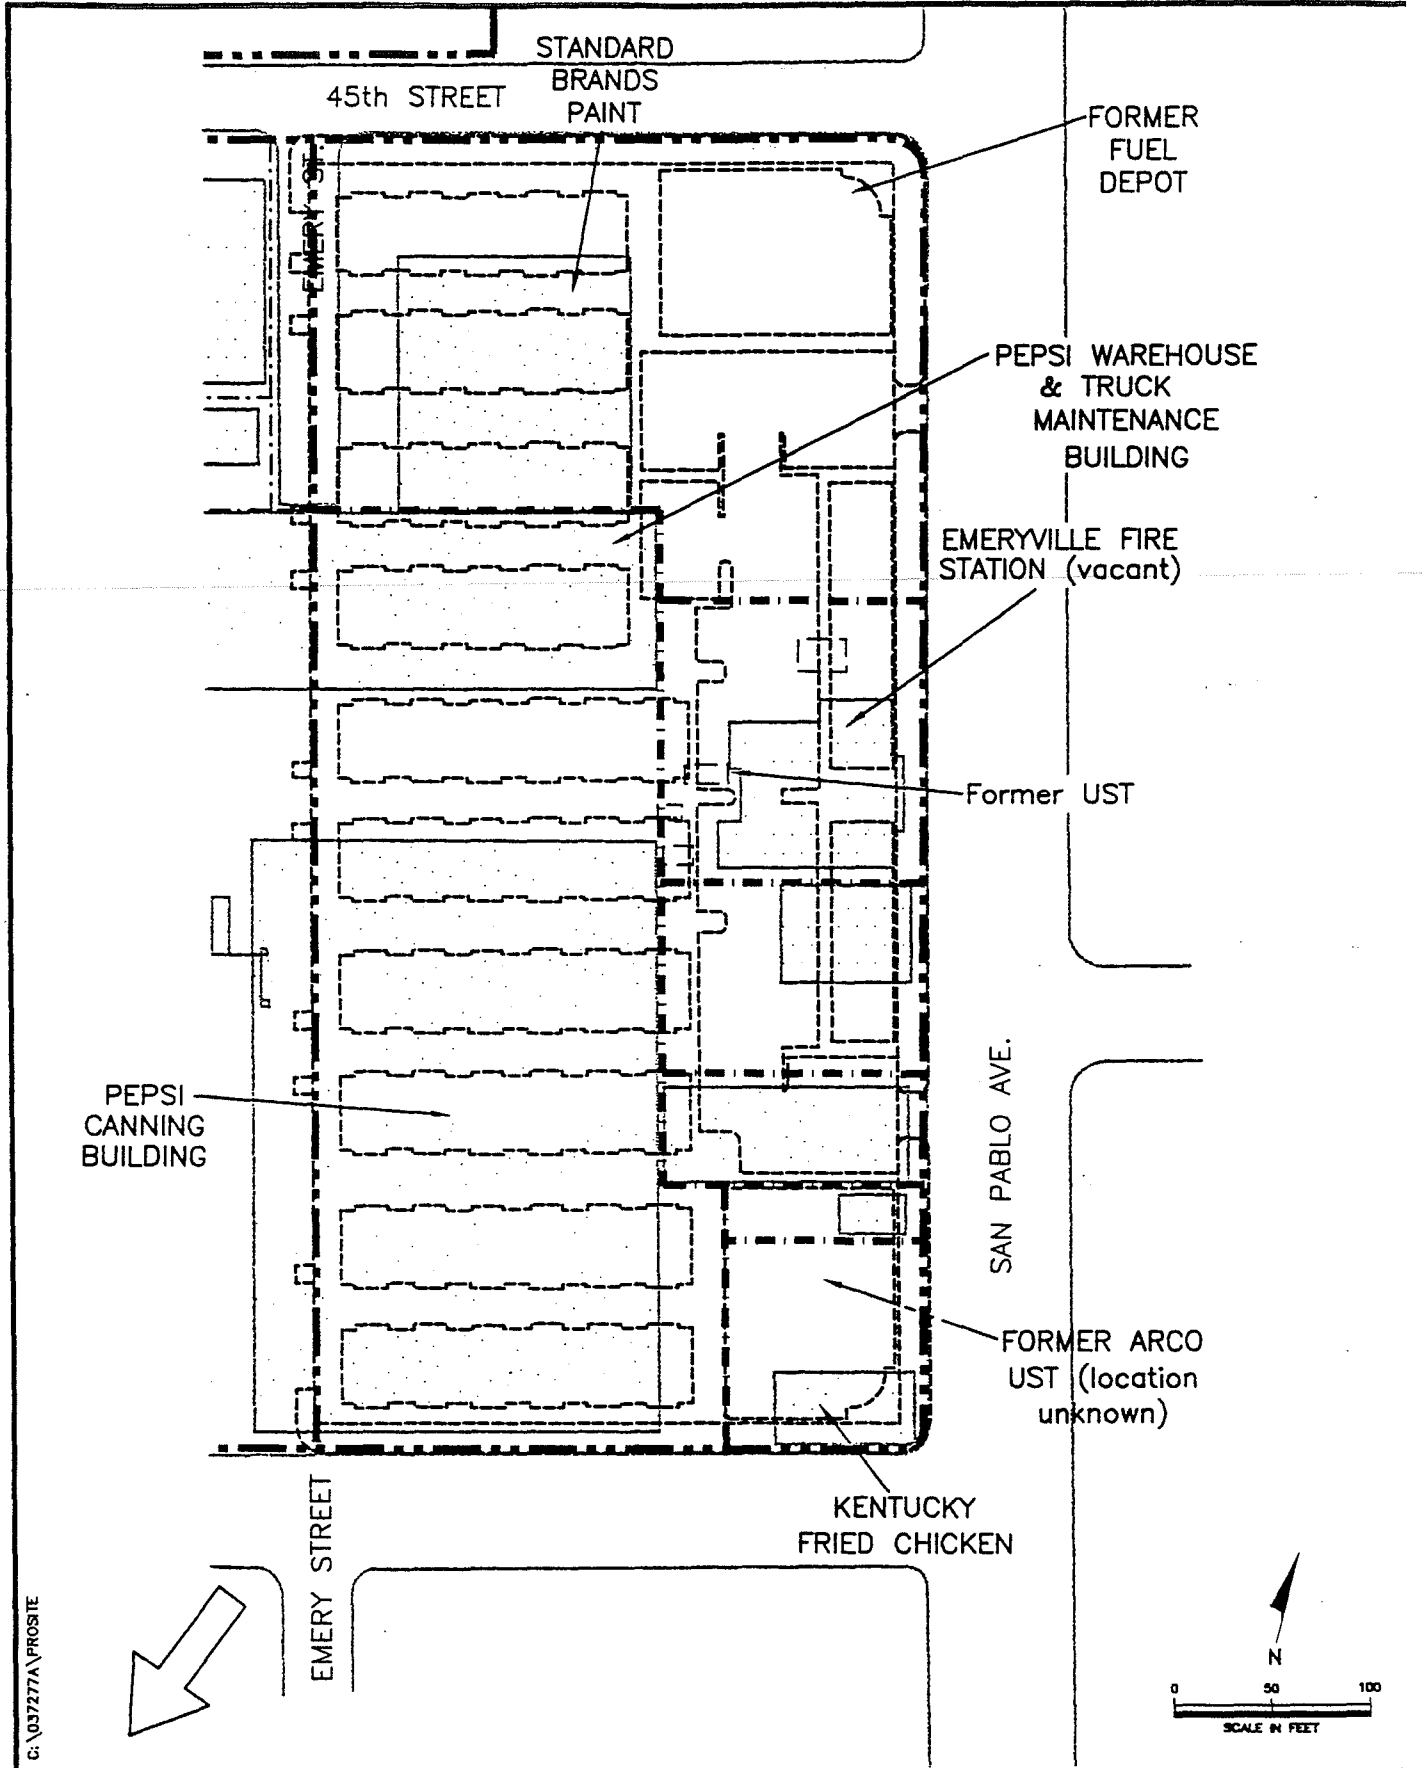 STANDARD
BRANDS
PAINT
45th STREET
FORMER
FUEL
DEPOT
EMERY ST.
PEPSI WAREHOUSE
& TRUCK
MAINTENANCE
BUILDING
EMERYVILLE FIRE
STATION (vacant)
Former UST
PEPSI
CANNING
BUILDING
SAN PABLO AVE.
FORMER ARCO
UST (location
unknown)
KENTUCKY
FRIED CHICKEN
EMERY STREET
N
0 50 100
SCALE IN FEET
C:\037277A\PROSITE